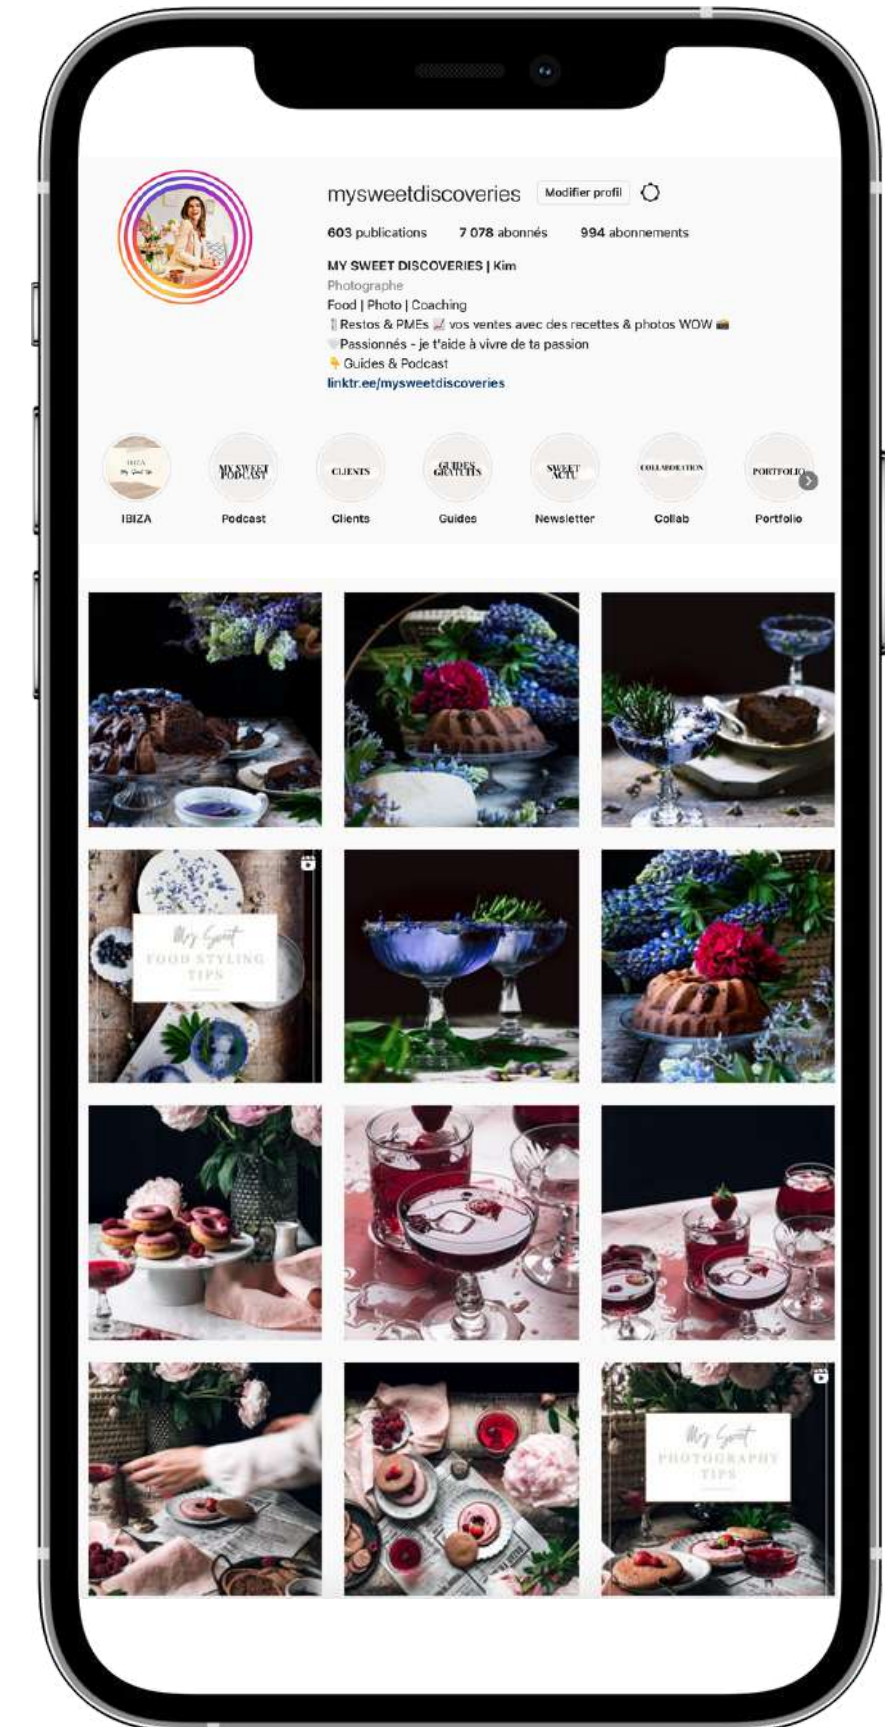 mysweetdiscoveries Modifier profil
603 publications 7 078 abonnés 994 abonnements
MY SWEET DISCOVERIES | Kim
Photographe
Food | Photo | Coaching
🍴Restos & PMEs 📈 vos ventes avec des recettes & photos WOW 📸
🤍Passionnés - je t'aide à vivre de ta passion
👇 Guides & Podcast
linktr.ee/mysweetdiscoveries
IBIZA
My Sweet
MY SWEET
PODCAST
CLIENTS
GUIDES
GRATUITS
SWEET
ACTU
COLLABORATION
PORTFOLIO
IBIZA Podcast Clients Guides Newsletter Collab Portfolio
My Sweet
FOOD STYLING
TIPS
My Sweet
PHOTOGRAPHY
TIPS